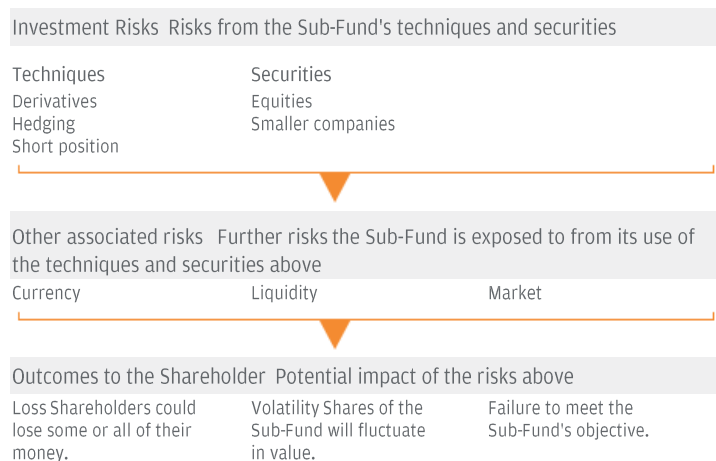 Investment Risks Risks from the Sub-Fund's techniques and securities
Techniques
Derivatives
Hedging
Short position
Securities
Equities
Smaller companies
Other associated risks Further risks the Sub-Fund is exposed to from its use of
the techniques and securities above
Currency
Liquidity
Market
Outcomes to the Shareholder Potential impact of the risks above
Loss Shareholders could
lose some or all of their
money.
Volatility Shares of the
Sub-Fund will fluctuate
in value.
Failure to meet the
Sub-Fund's objective.